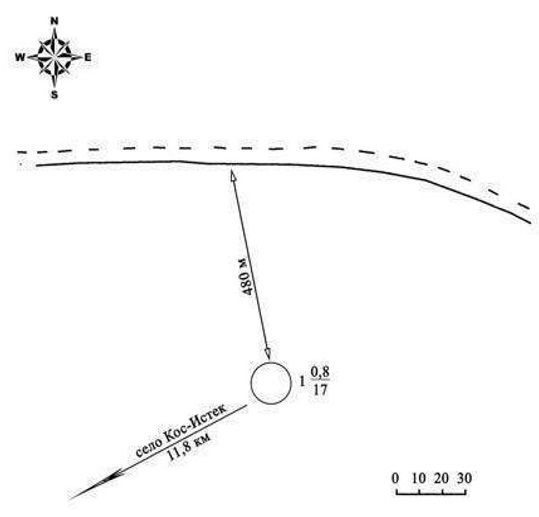 N
W E
S
480 м
1 0,8
17
село Кос-Истек
11,8 км
0 10 20 30